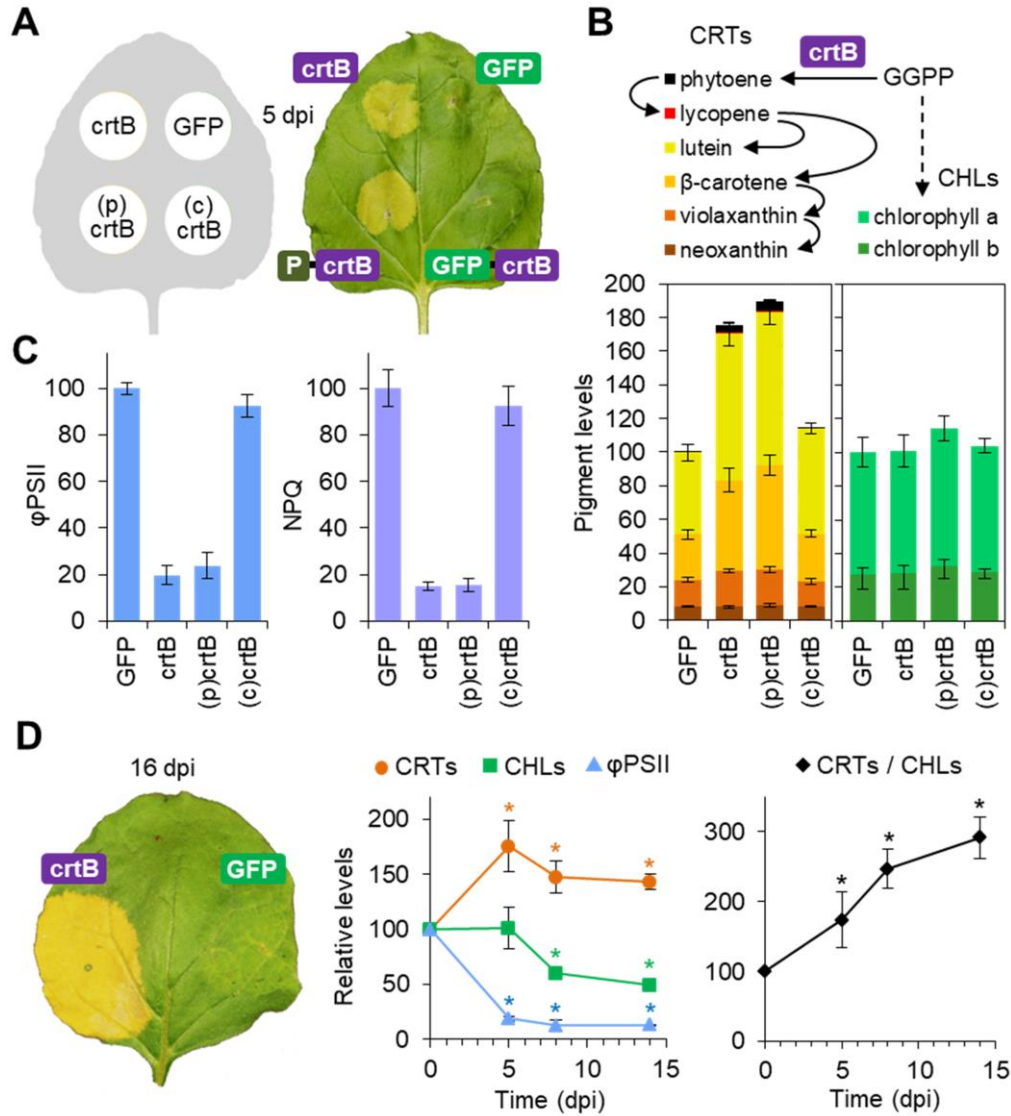 A
crtB
GFP
(p)
crtB
(c)
crtB
5 dpi
crtB
GFP
P
crtB
GFP
crtB
B
CRTs
crtB
phytoene
GGPP
lycopene
lutein
β-carotene
violaxanthin
neoxanthin
CHLs
chlorophyll a
chlorophyll b
Pigment levels
200
180
160
140
120
100
80
60
40
20
0
GFP
crtB
(p)crtB
(c)crtB
GFP
crtB
(p)crtB
(c)crtB
C
φPSII
100
80
60
40
20
0
GFP
crtB
(p)crtB
(c)crtB
NPQ
100
80
60
40
20
0
GFP
crtB
(p)crtB
(c)crtB
D
16 dpi
crtB
GFP
CRTs
CHLs
φPSII
Relative levels
200
150
100
50
0
* * *
* *
* * *
0 5 10 15
Time (dpi)
CRTs / CHLs
300
200
100
0
* * *
0 5 10 15
Time (dpi)